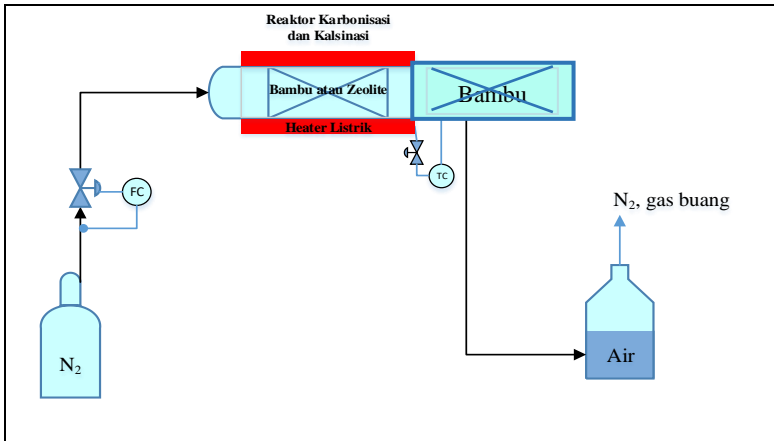 Reaktor Karbonisasi
dan Kalsinasi
Bambu atau Zeolite
Bambu
Heater Listrik
FC
TC
N₂, gas buang
N₂
Air